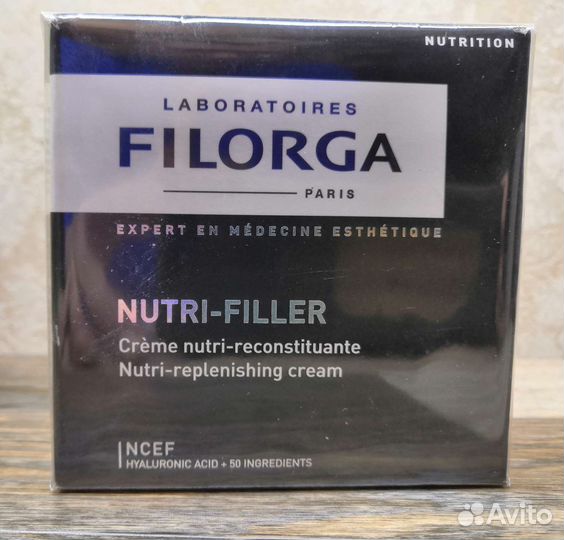 NUTRITION
LABORATOIRES
FILORGA
PARIS
EXPERT EN MÉDECINE ESTHÉTIQUE
NUTRI-FILLER
Crème nutri-reconstituante
Nutri-replenishing cream
NCEF
HYALURONIC ACID + 50 INGREDIENTS
Avito